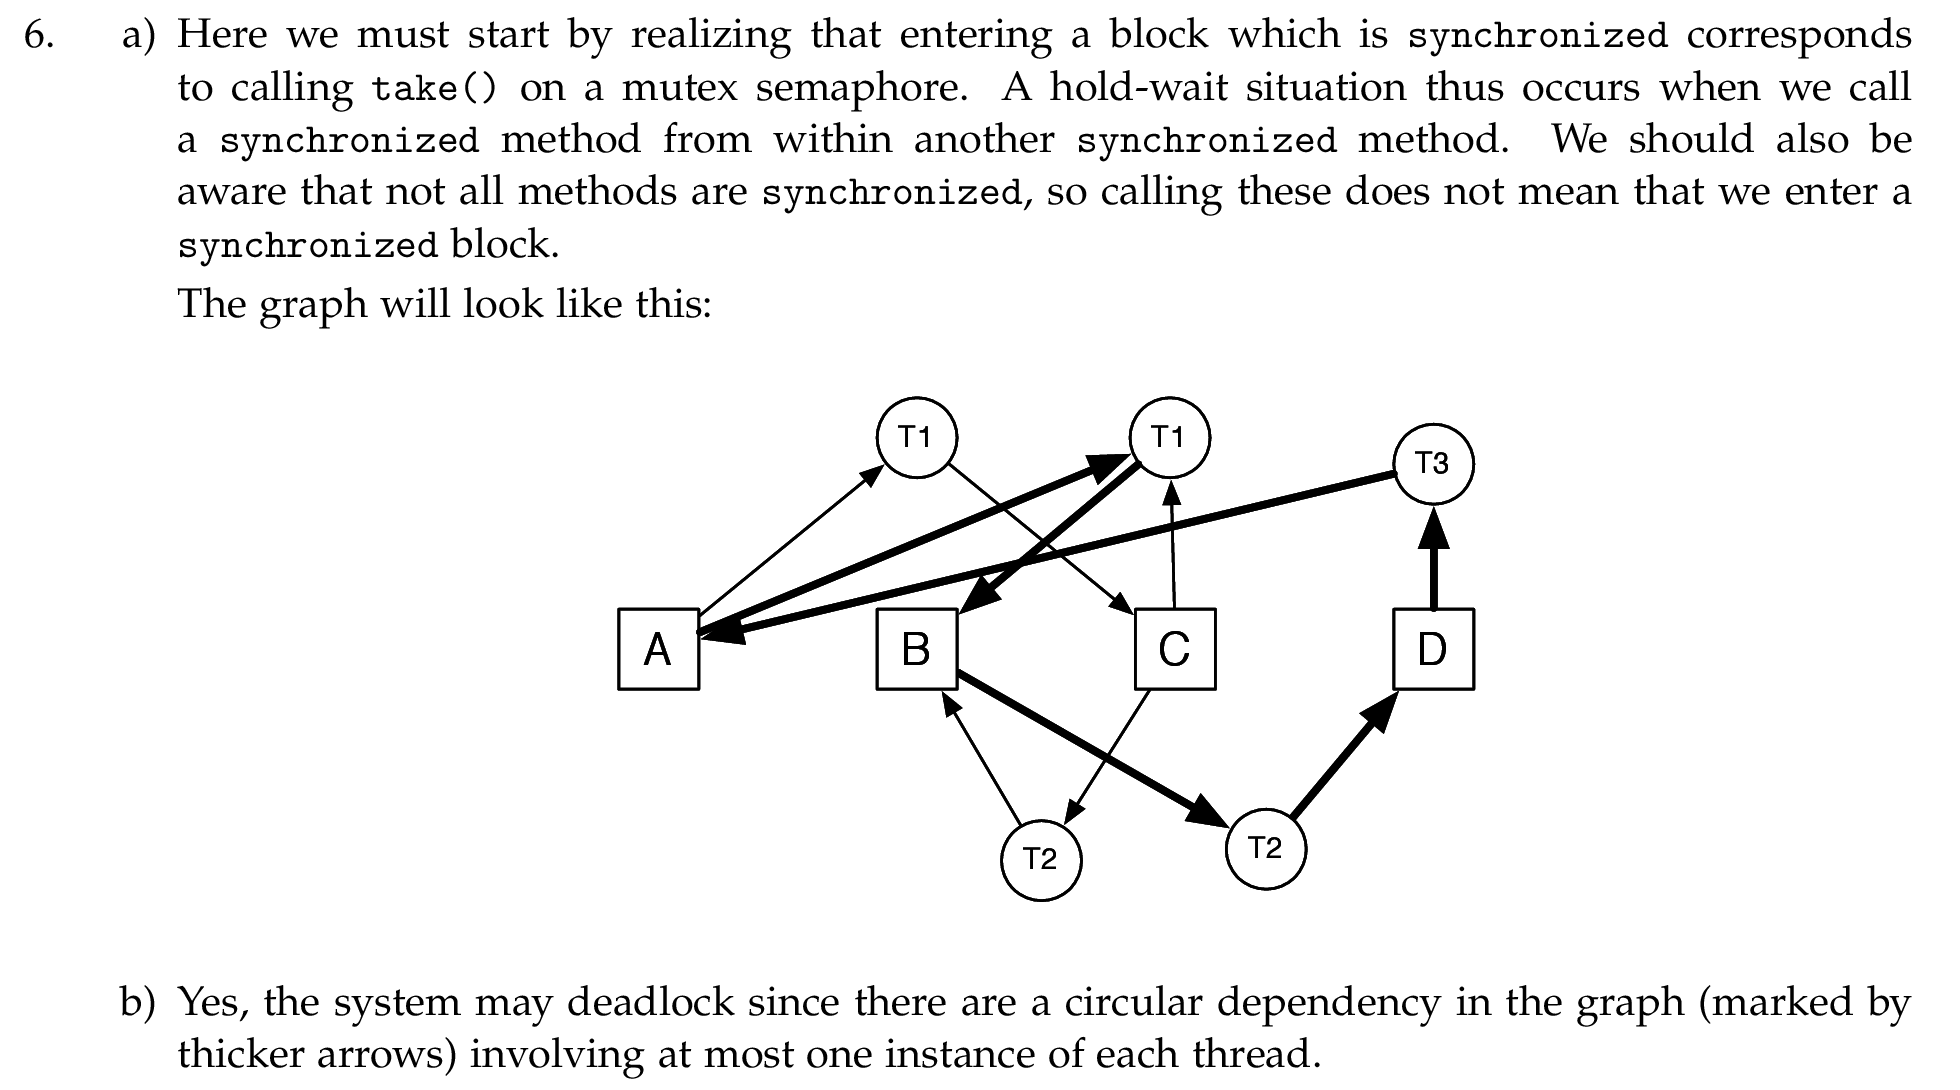 6. a) Here we must start by realizing that entering a block which is synchronized corresponds
to calling take() on a mutex semaphore. A hold-wait situation thus occurs when we call
a synchronized method from within another synchronized method. We should also be
aware that not all methods are synchronized, so calling these does not mean that we enter a
synchronized block.
The graph will look like this:
T1 T1 T3
A B C D
T2 T2
b) Yes, the system may deadlock since there are a circular dependency in the graph (marked by
thicker arrows) involving at most one instance of each thread.